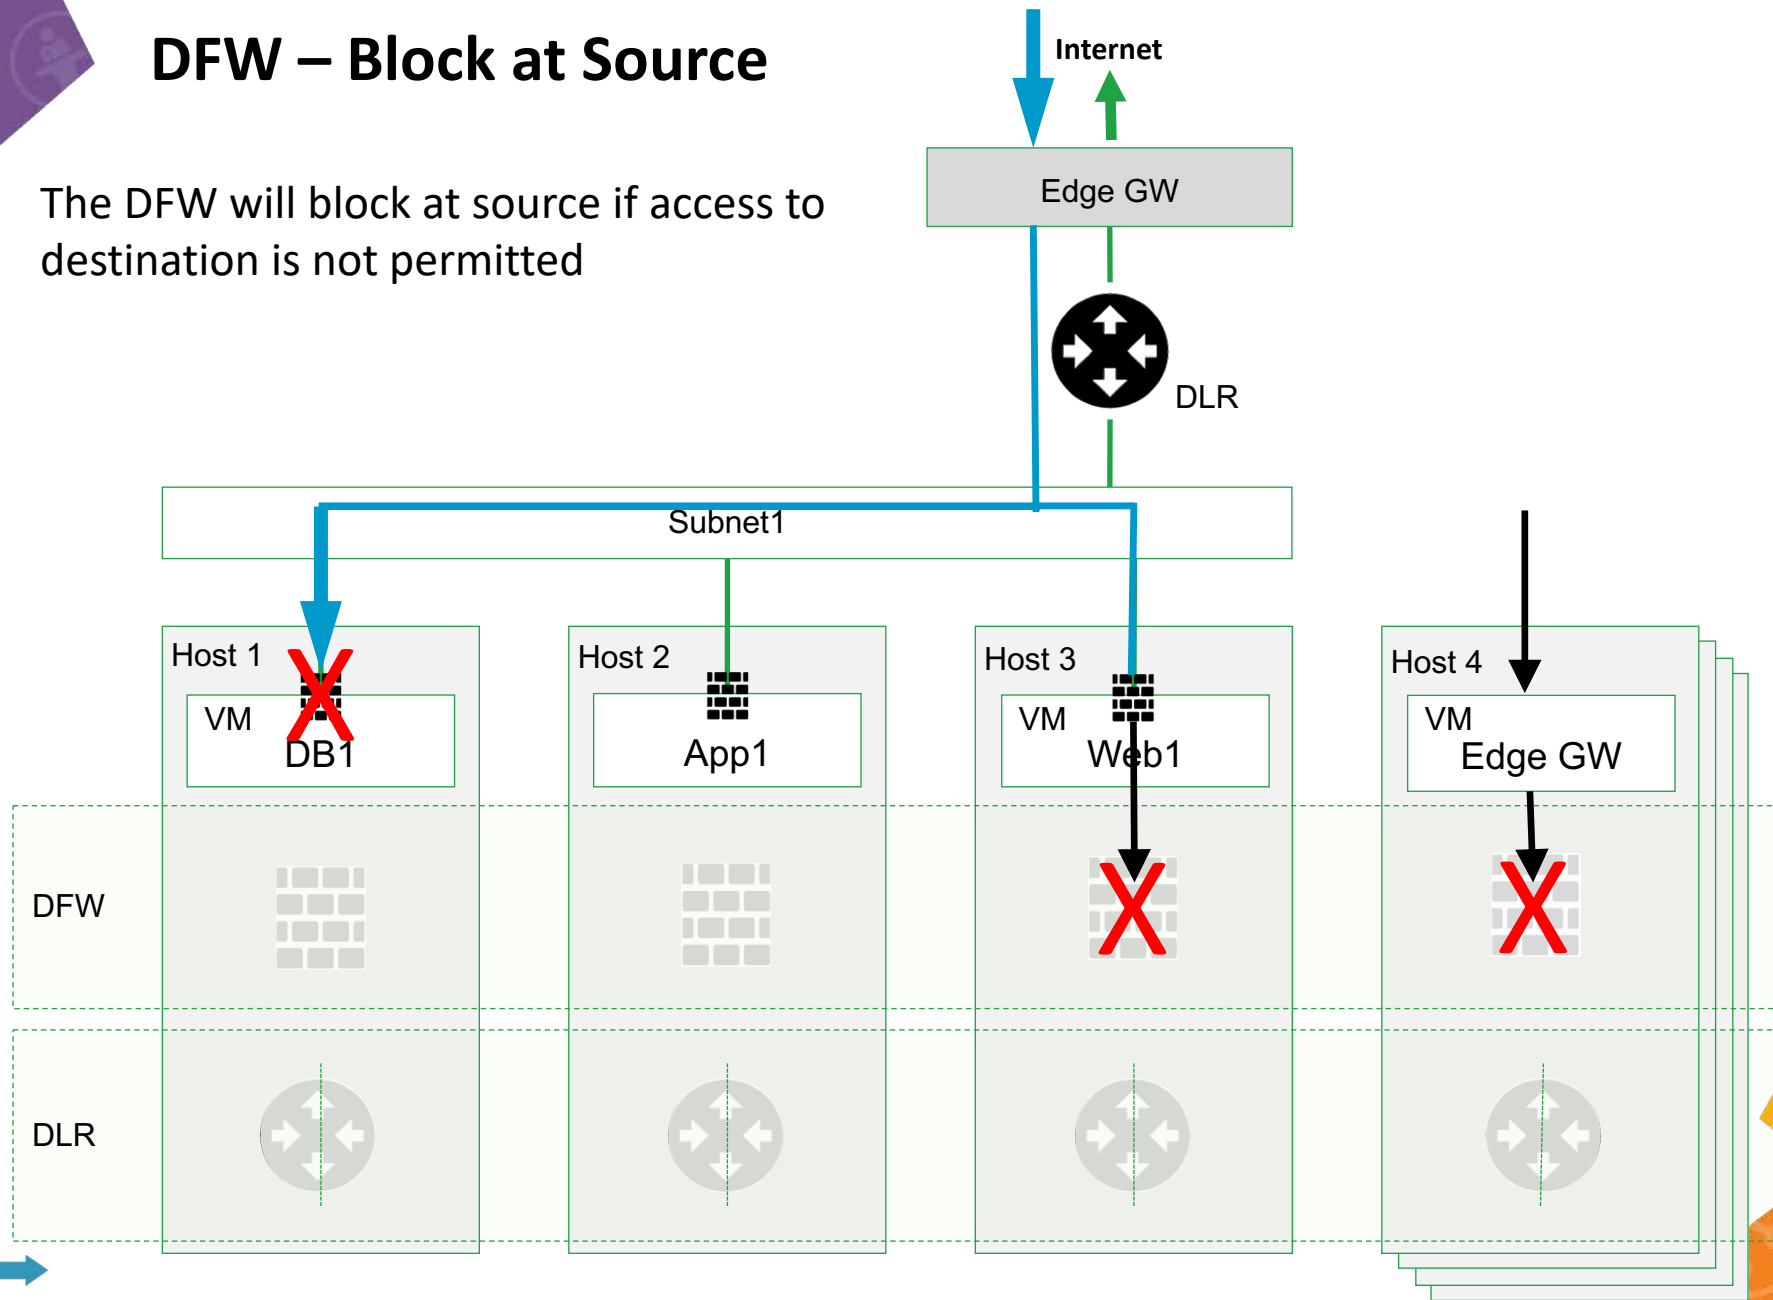 DFW – Block at Source
Internet
The DFW will block at source if access to
destination is not permitted
Edge GW
DLR
Subnet1
Host 1
VM
DB1
Host 2
App1
Host 3
VM
Web1
Host 4
VM
Edge GW
DFW
DLR